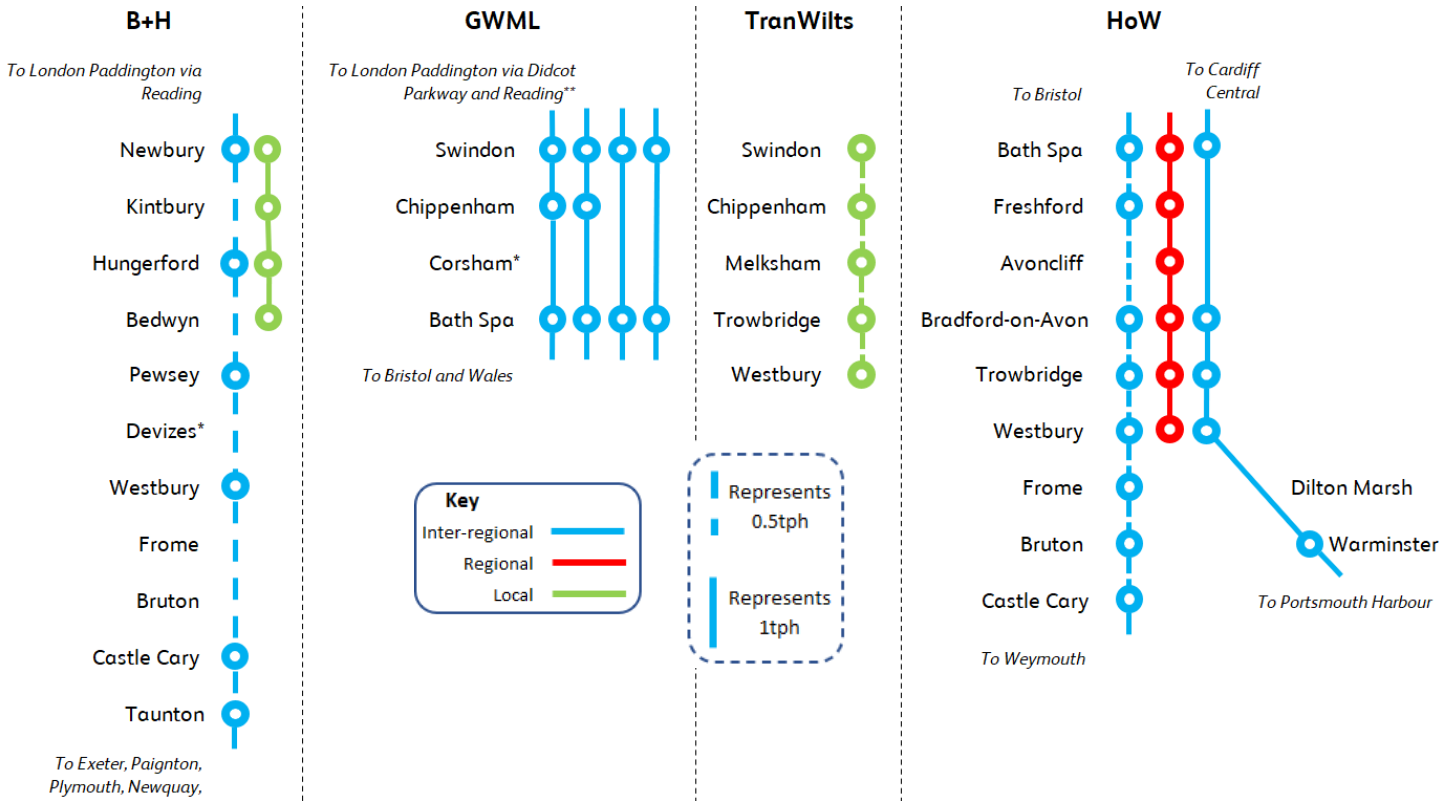 B+H
To London Paddington via
Reading
Newbury
Kintbury
Hungerford
Bedwyn
Pewsey
Devizes*
Westbury
Frome
Bruton
Castle Cary
Taunton
To Exeter, Paignton,
Plymouth, Newquay,
GWML
To London Paddington via Didcot
Parkway and Reading**
Swindon
Chippenham
Corsham*
Bath Spa
To Bristol and Wales
Key
Inter-regional
Regional
Local
TranWilts
Swindon
Chippenham
Melksham
Trowbridge
Westbury
Represents
0.5tph
Represents
1tph
HoW
To Bristol
To Cardiff
Central
Bath Spa
Freshford
Avoncliff
Bradford-on-Avon
Trowbridge
Westbury
Frome
Bruton
Castle Cary
To Weymouth
Dilton Marsh
Warminster
To Portsmouth Harbour